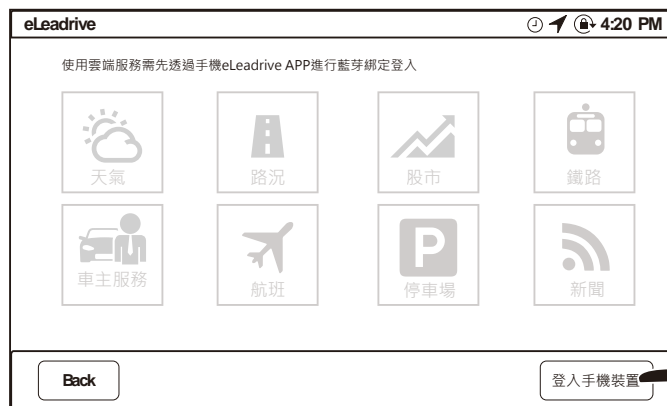 eLeadrive 4:20 PM
使用雲端服務需先透過手機eLeadrive APP進行藍芽綁定登入
天氣 路況 股市 鐵路
P
車主服務 航班 停車場 新聞
Back 登入手機裝置